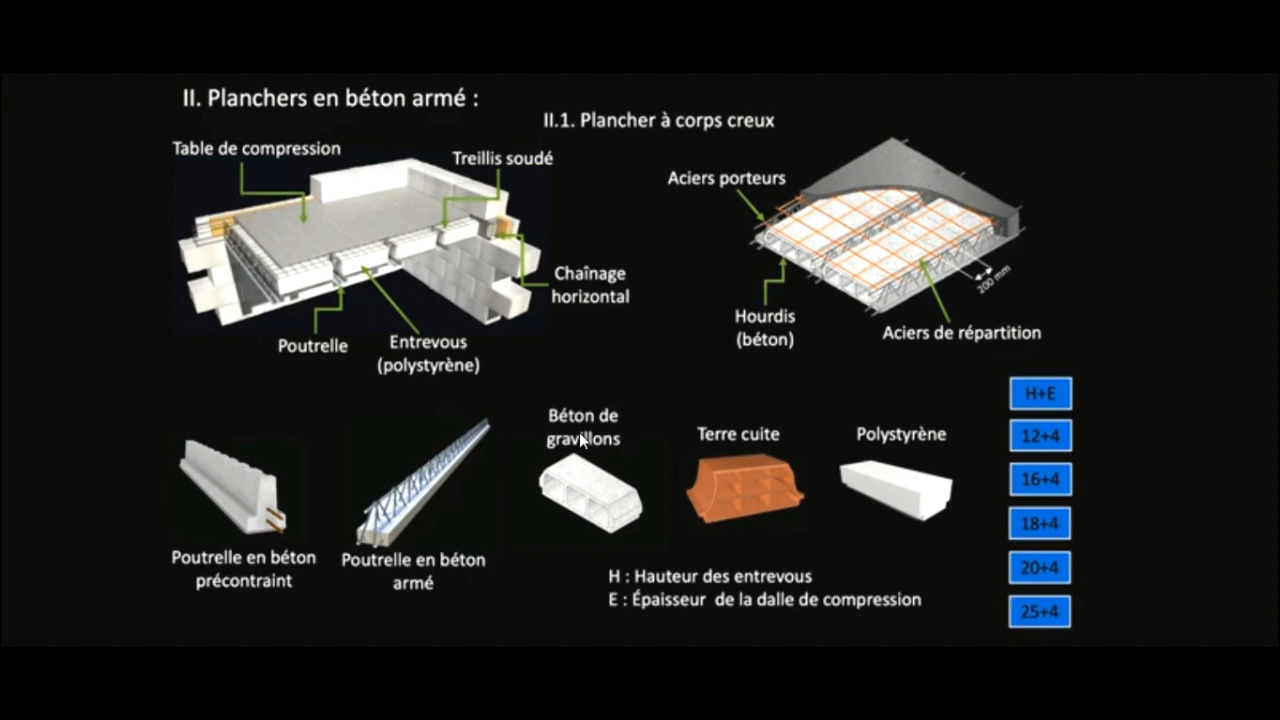 II. Planchers en béton armé :
II.1. Plancher à corps creux
Table de compression
Treillis soudé
Chaînage
horizontal
Poutrelle
Entrevous
(polystyrène)
Aciers porteurs
200 mm
Hourdis
(béton)
Aciers de répartition
Poutrelle en béton
précontraint
Poutrelle en béton
armé
Béton de
gravillons
Terre cuite
Polystyrène
H : Hauteur des entrevous
E : Épaisseur de la dalle de compression
H+E
12+4
16+4
18+4
20+4
25+4